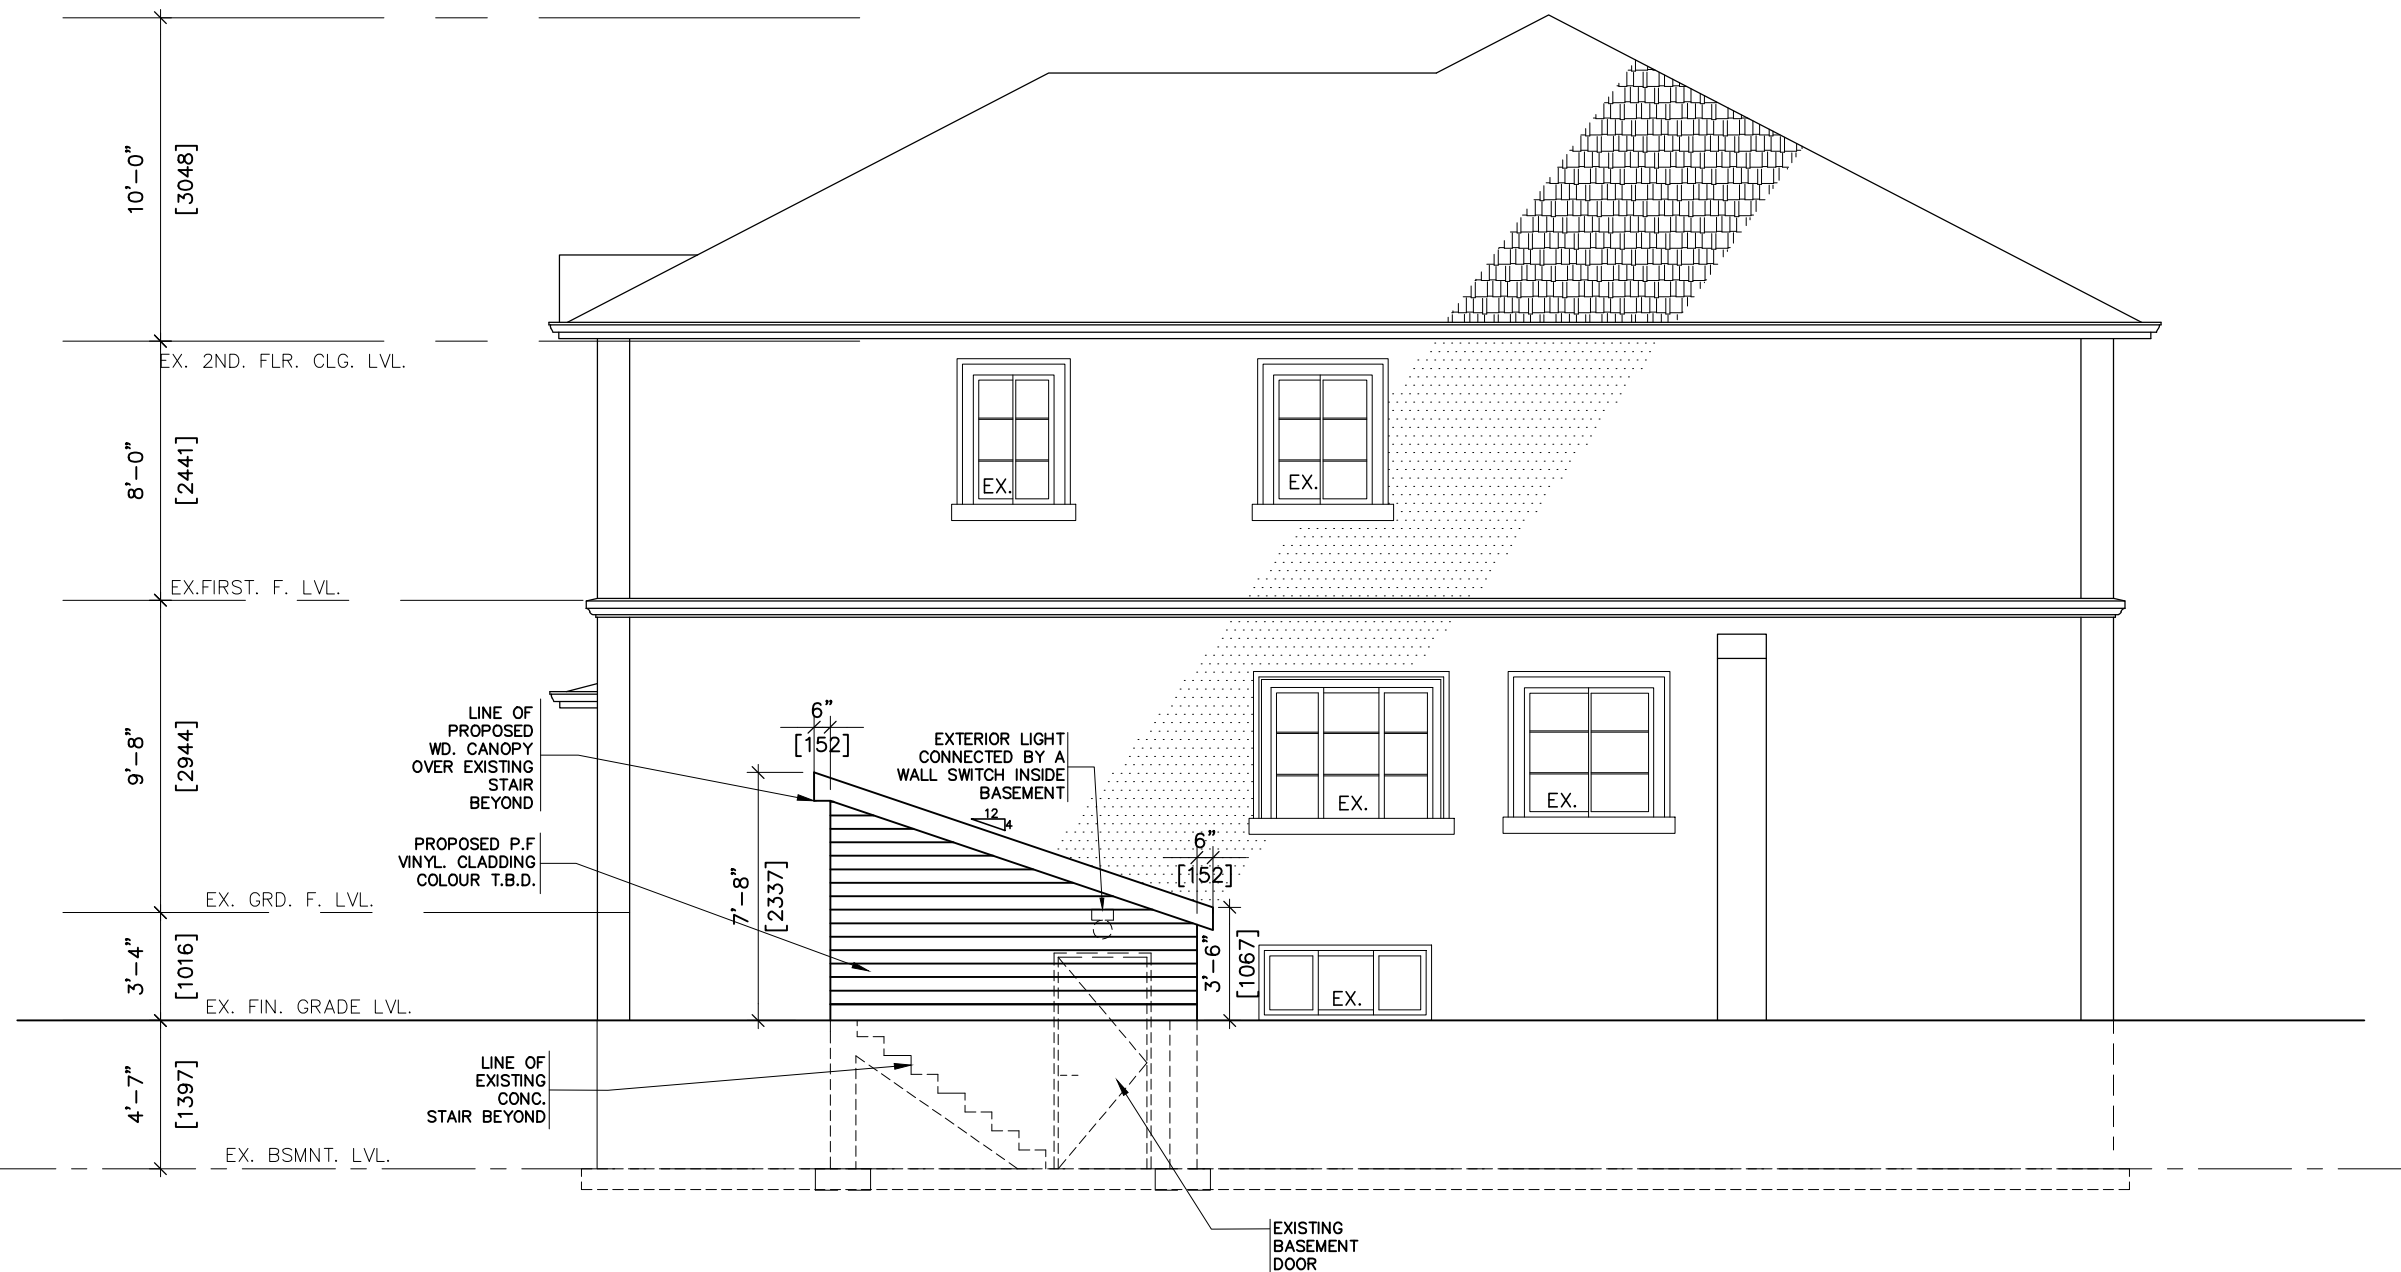 10'-0"
[3048]
EX. 2ND. FLR. CLG. LVL.
8'-0"
[2441]
EX.
EX.
EX.FIRST. F. LVL.
9'-8"
[2944]
LINE OF
PROPOSED
WD. CANOPY
OVER EXISTING
STAIR
BEYOND
6"
[152]
EXTERIOR LIGHT
CONNECTED BY A
WALL SWITCH INSIDE
BASEMENT
12
4
EX.
EX.
PROPOSED P.F
VINYL. CLADDING
COLOUR T.B.D.
7'-8"
[2337]
6"
[152]
EX. GRD. F. LVL.
3'-4"
[1016]
3'-6"
[1067]
EX.
EX. FIN. GRADE LVL.
4'-7"
[1397]
LINE OF
EXISTING
CONC.
STAIR BEYOND
EX. BSMNT. LVL.
EXISTING
BASEMENT
DOOR